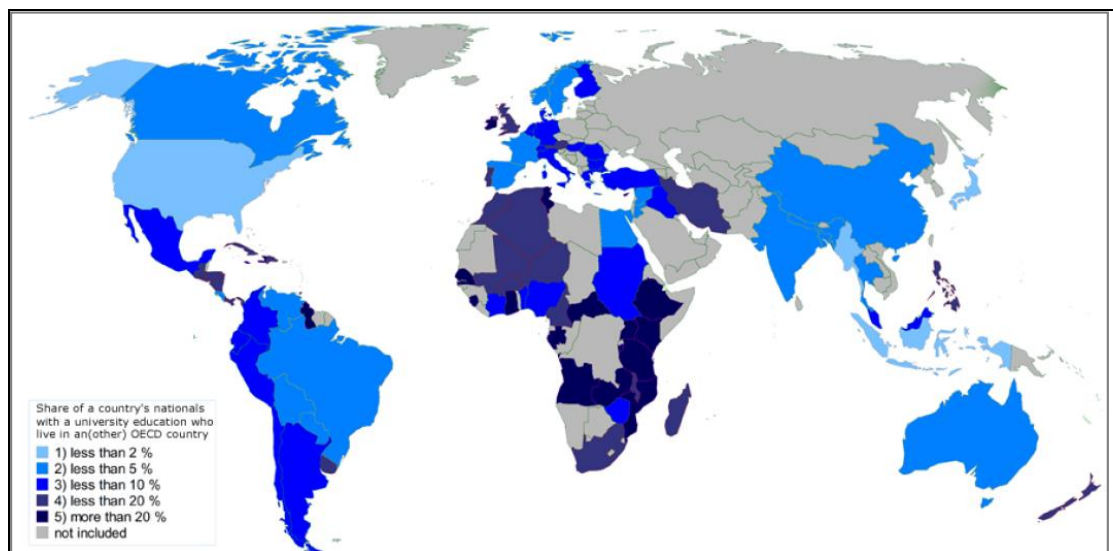 Share of a country's nationals
with a university education who
live in an(other) OECD country
1) less than 2 %
2) less than 5 %
3) less than 10 %
4) less than 20 %
5) more than 20 %
not included